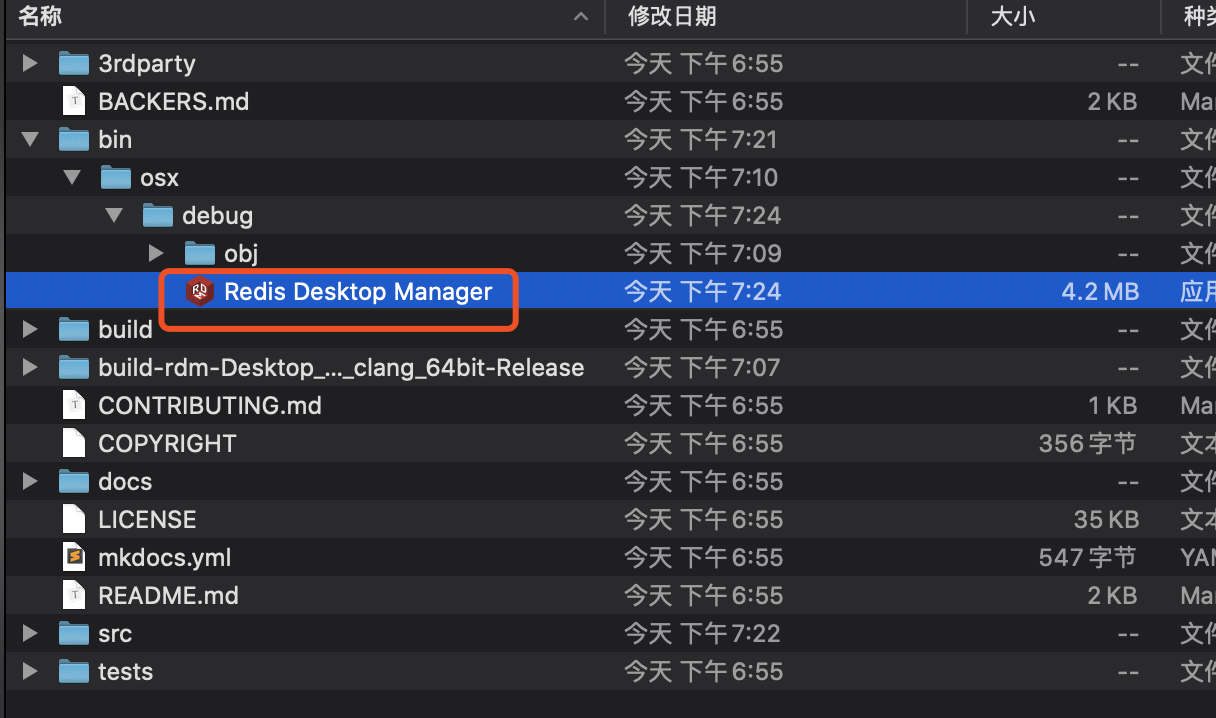 名称 修改日期 大小 种类
3rdparty 今天 下午6:55 -- 文件
BACKERS.md 今天 下午6:55 2 KB Mar
bin 今天 下午7:21 -- 文件
osx 今天 下午7:10 -- 文件
debug 今天 下午7:24 -- 文件
obj 今天 下午7:09 -- 文件
Redis Desktop Manager 今天 下午7:24 4.2 MB 应用
build 今天 下午6:55 -- 文件
build-rdm-Desktop_..._clang_64bit-Release 今天 下午7:07 -- 文件
CONTRIBUTING.md 今天 下午6:55 1 KB Mar
COPYRIGHT 今天 下午6:55 356 字节 文本
docs 今天 下午6:55 -- 文件
LICENSE 今天 下午6:55 35 KB 文本
mkdocs.yml 今天 下午6:55 547 字节 YAM
README.md 今天 下午6:55 2 KB Mar
src 今天 下午7:22 -- 文件
tests 今天 下午6:55 -- 文件